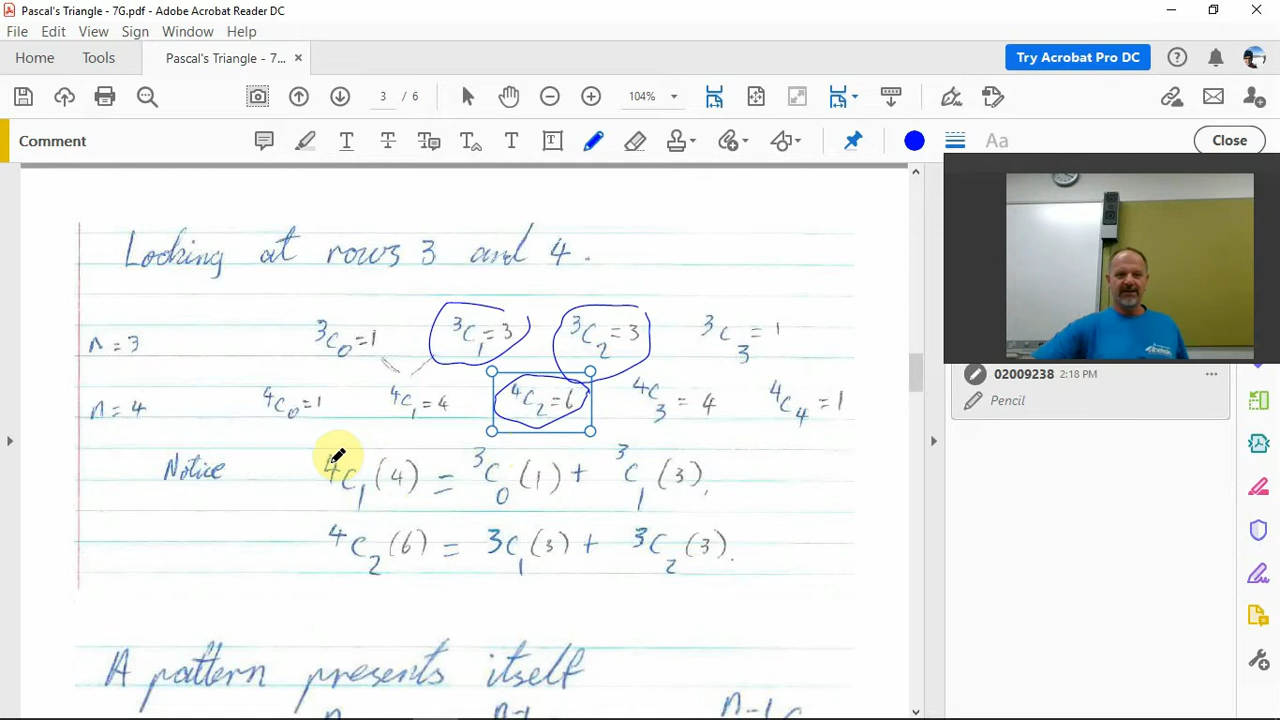 Pascal's Triangle - 7G.pdf - Adobe Acrobat Reader DC
File Edit View Sign Window Help
Home Tools Pascal's Triangle - 7... × Try Acrobat Pro DC
3 / 6 104%
Comment Aa Close
Looking at rows 3 and 4.
n=3 ³C₀=1 ³C₁=3 ³C₂=3 ³C₃=1
n=4 ⁴C₀=1 ⁴C₁=4 ⁴C₂=6 ⁴C₃=4 ⁴C₄=1
Notice ⁴C₁(4) = ³C₀(1) + ³C₁(3).
⁴C₂(6) = ³C₁(3) + ³C₂(3).
A pattern presents itself
02009238 2:18 PM ...
Pencil